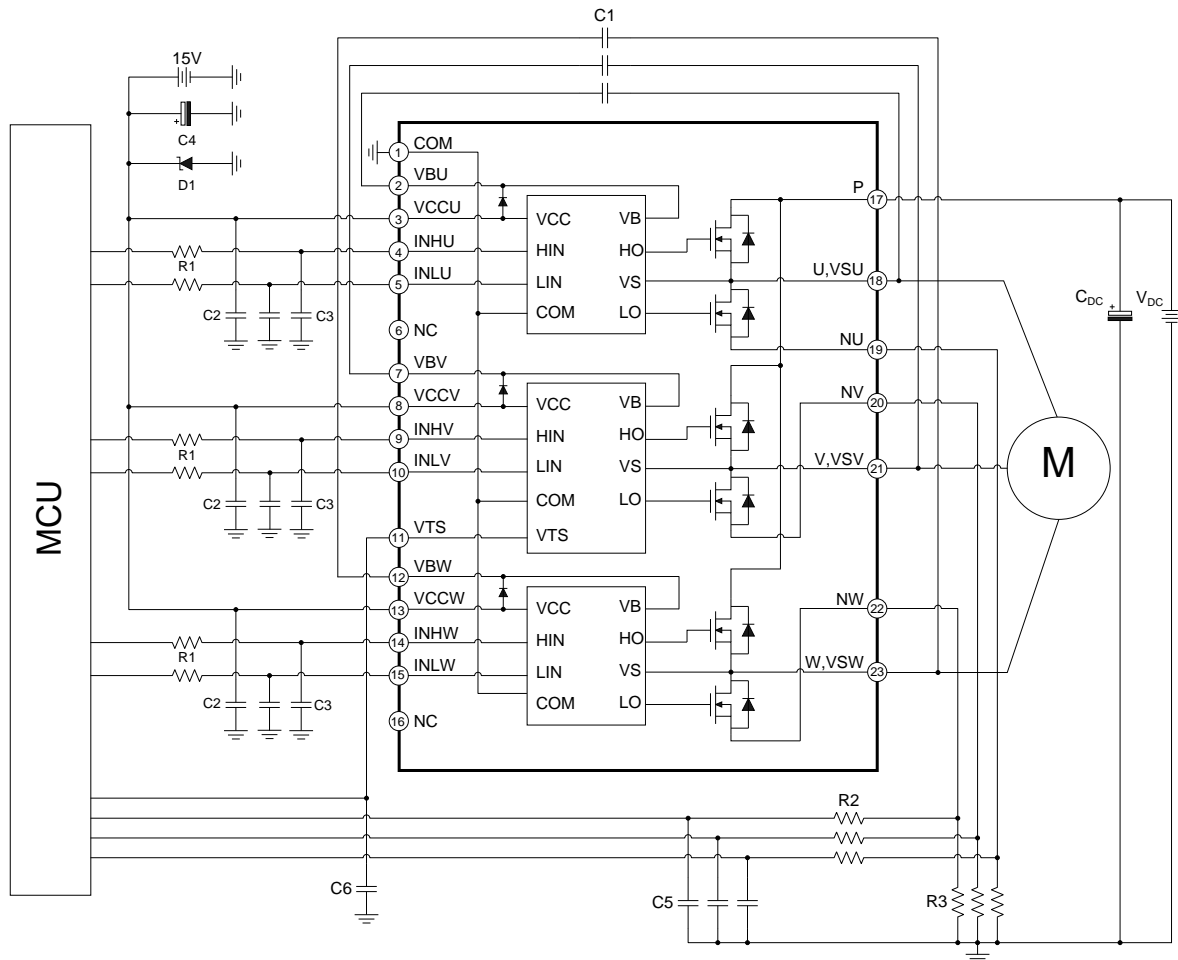 C1
15V
+
C4
D1
MCU
1 COM
2 VBU
3 VCCU
4 INHU
5 INLU
6 NC
7 VBV
8 VCCV
9 INHV
10 INLV
11 VTS
12 VBW
13 VCCW
14 INHW
15 INLW
16 NC
R1
C2
C3
R1
C2
C3
R1
C2
C3
VCC VB
HIN HO
LIN VS
COM LO
VCC VB
HIN HO
LIN VS
COM LO
VTS
VCC VB
HIN HO
LIN VS
COM LO
P 17
U,VSU 18
NU 19
NV 20
V,VSV 21
NW 22
W,VSW 23
CDC + VDC
M
R2
C6
C5
R3